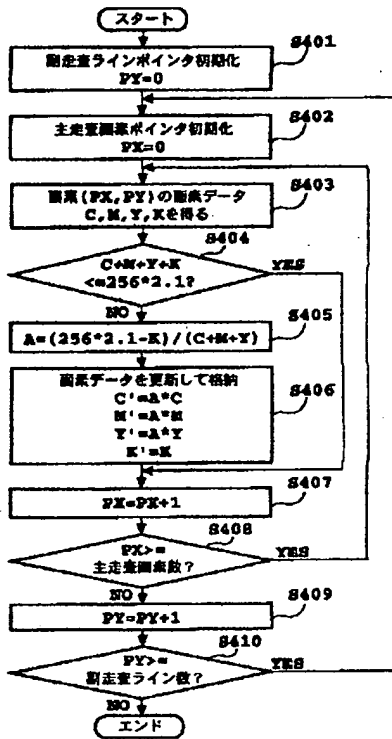 スタート
S401
副走査ラインポインタ初期化
PY=0
S402
主走査画素ポインタ初期化
PX=0
S403
画素(PX,PY)の画素データ
C,M,Y,Kを得る
S404
C+M+Y+K
<=256*2.1?
YES
NO
S405
A=(256*2.1-K)/(C+M+Y)
S406
画素データを更新して格納
C'=A*C
M'=A*M
Y'=A*Y
K'=K
S407
PX=PX+1
S408
PX>=
主走査画素数?
YES
NO
S409
PY=PY+1
S410
PY>=
副走査ライン数?
YES
NO
エンド